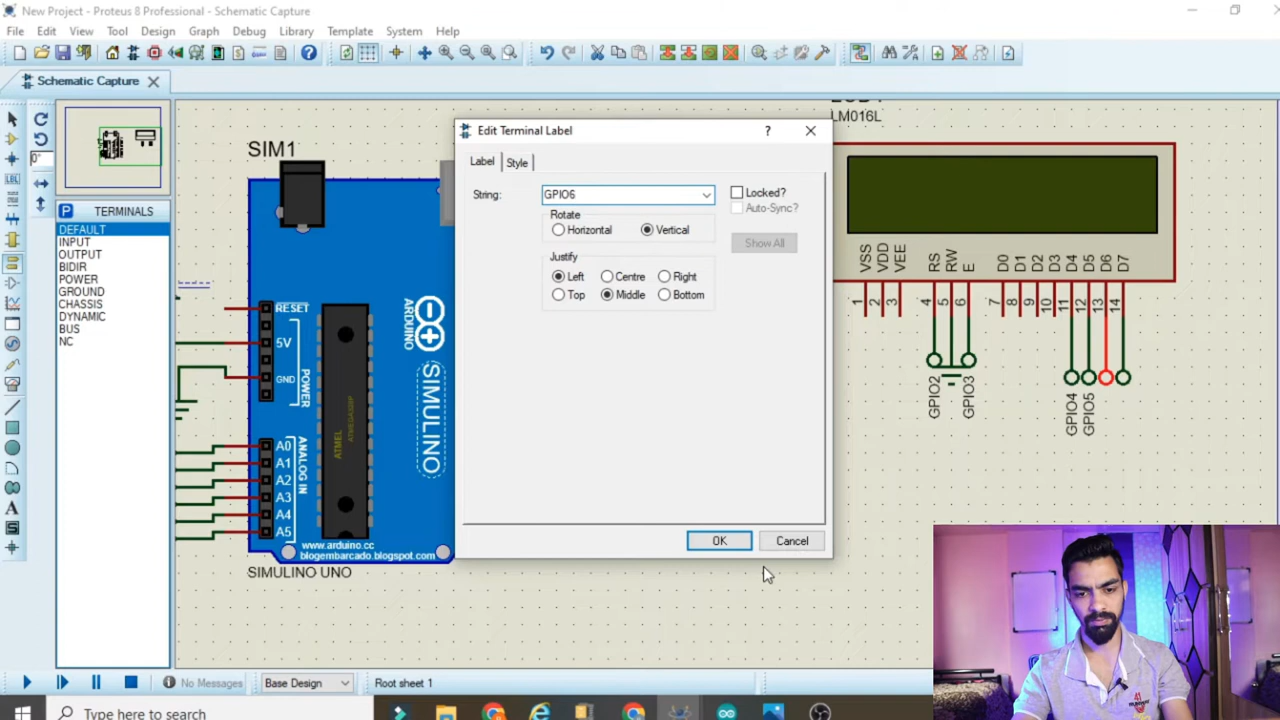 New Project - Proteus 8 Professional - Schematic Capture
File Edit View Tool Design Graph Debug Library Template System Help
Schematic Capture
0°
LBL
P TERMINALS
DEFAULT
INPUT
OUTPUT
BIDIR
POWER
GROUND
CHASSIS
DYNAMIC
BUS
NC
A
S
SIM1
RESET
5V
GND
POWER
A0
A1
A2
A3
A4
A5
ANALOG IN
ATMEL
ARDUINO
SIMULINO
www.arduino.cc
blogembarcado.blogspot.com
SIMULINO UNO
Edit Terminal Label
?
Label Style
String: GPIO6
Locked?
Auto-Sync?
Show All
Rotate
Horizontal Vertical
Justify
Left Centre Right
Top Middle Bottom
OK Cancel
LM016L
VSS VDD VEE RS RW E D0 D1 D2 D3 D4 D5 D6 D7
1 2 3 4 5 6 7 8 9 10 11 12 13 14
GPIO2 GPIO3 GPIO4 GPIO5
No Messages Base Design Root sheet 1
Type here to search